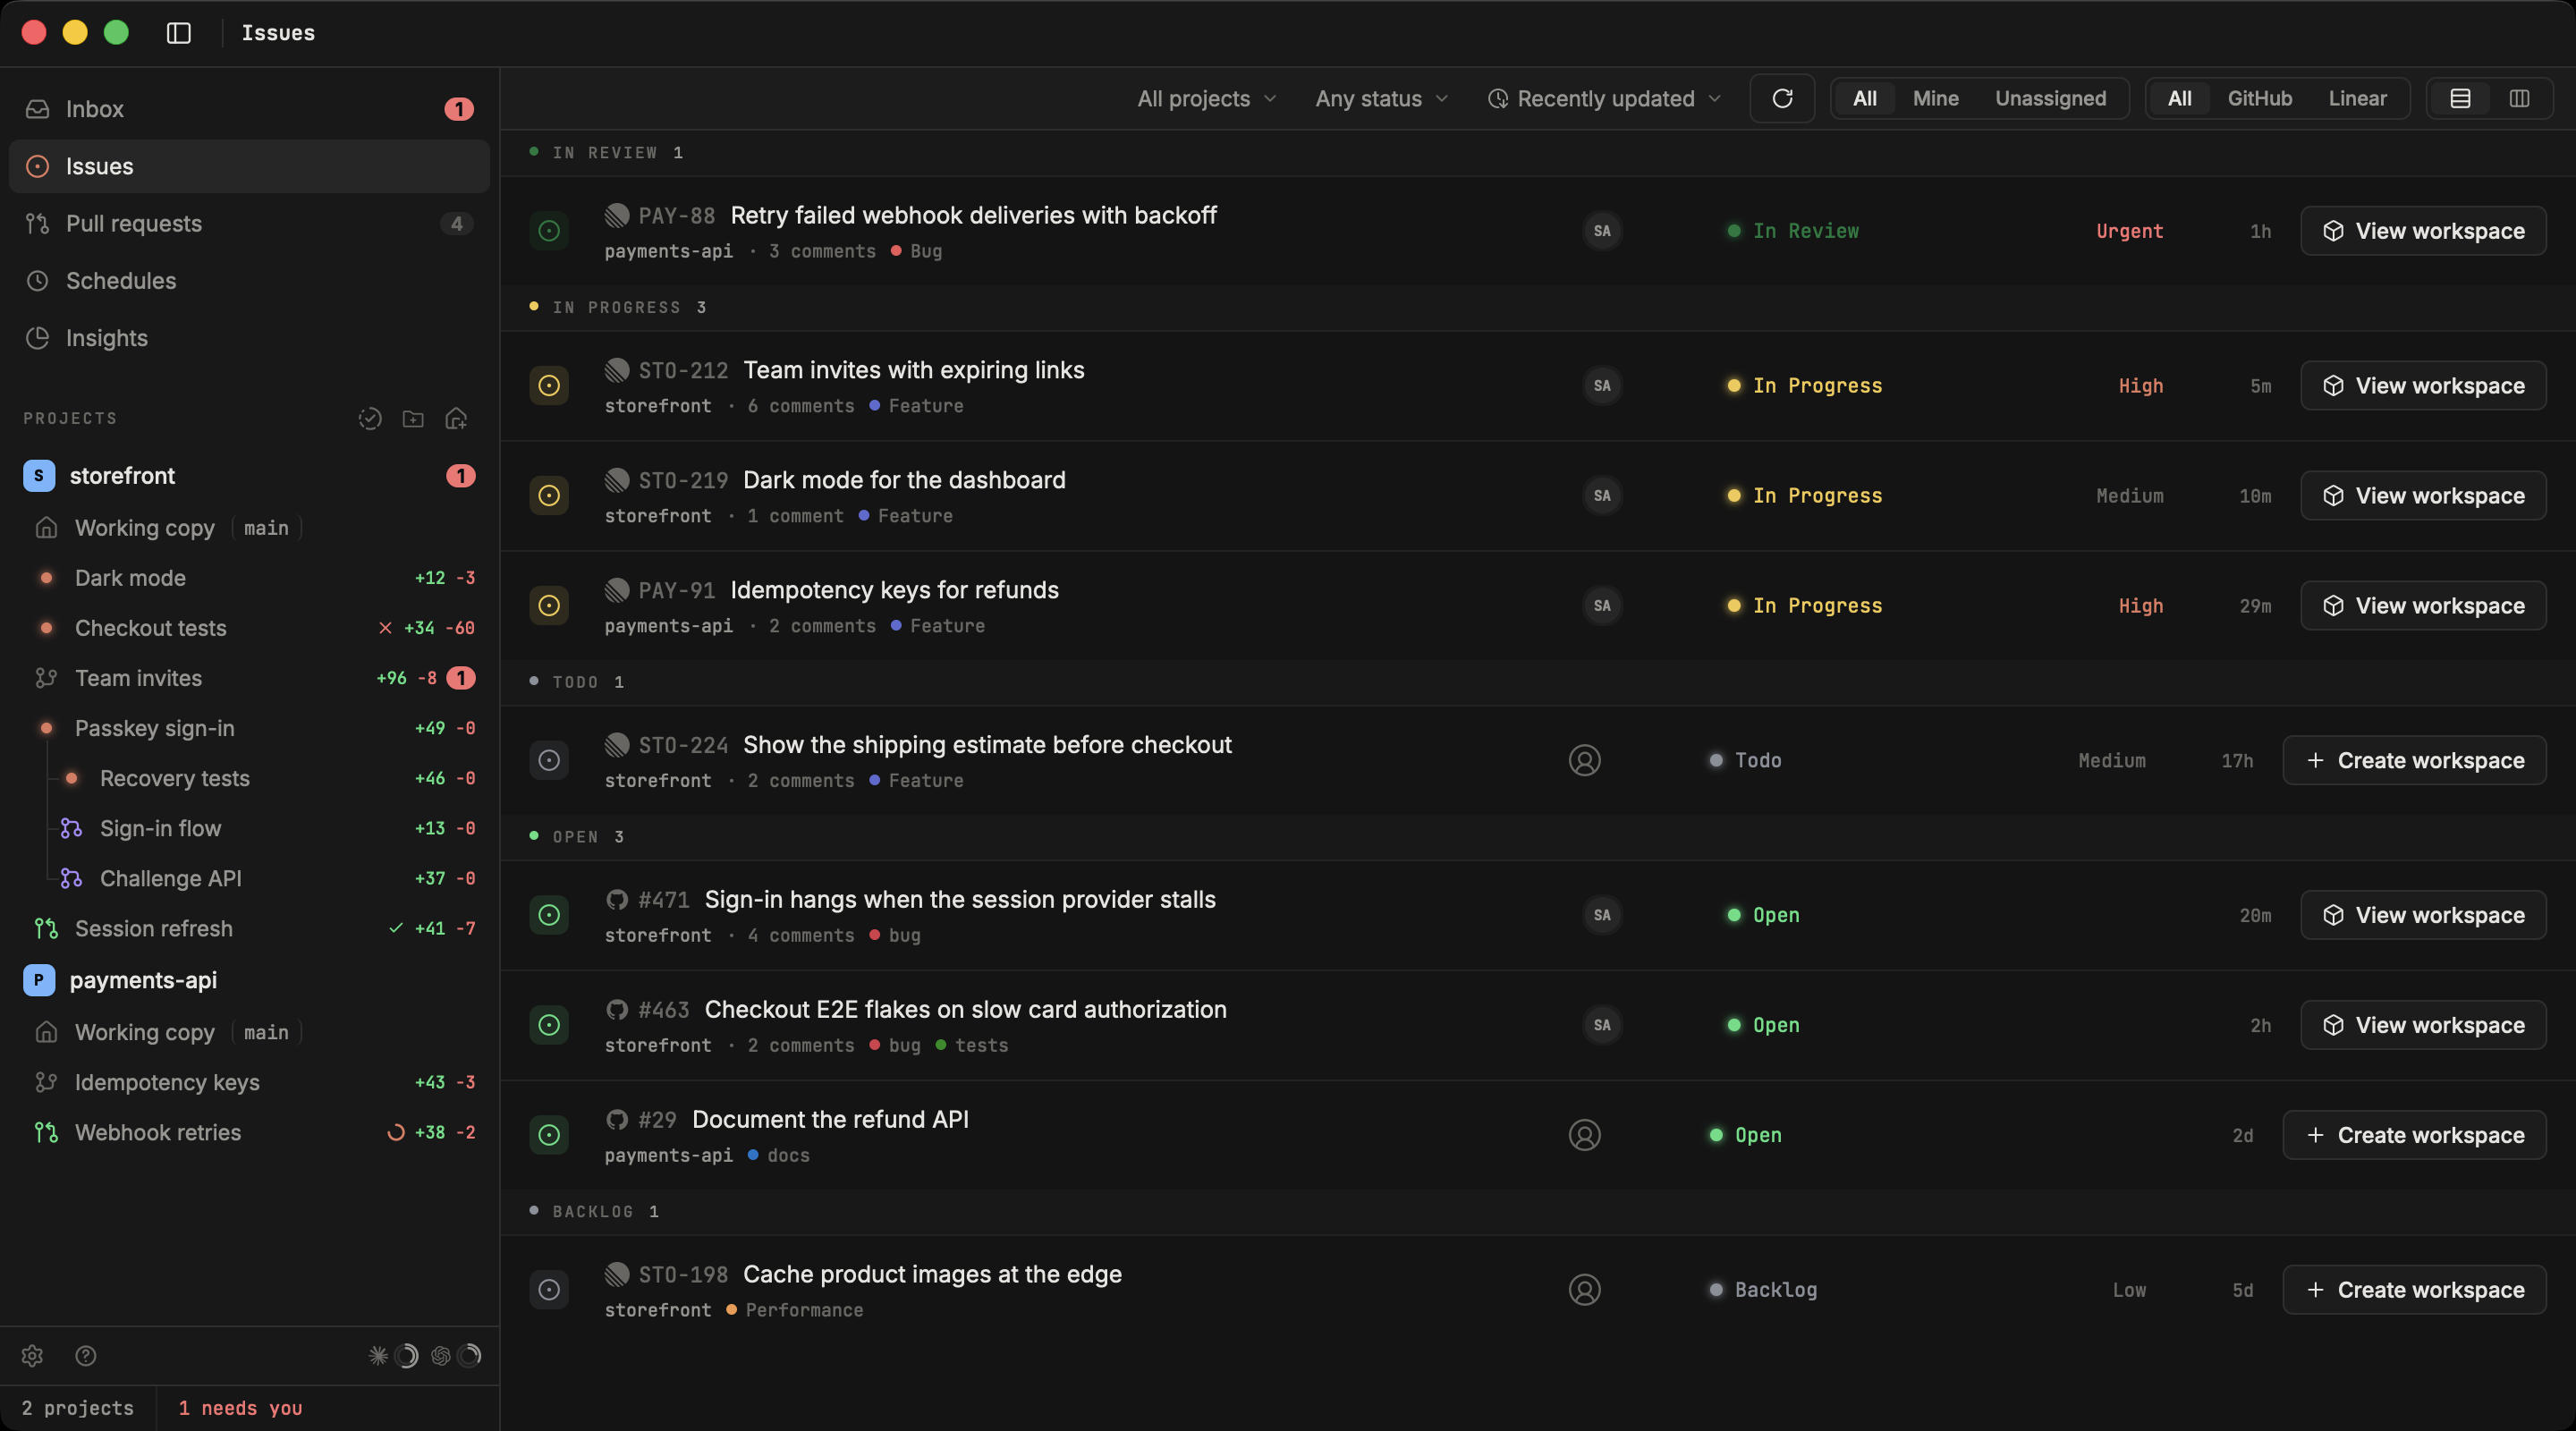 Issues
Inbox 1
Issues
Pull requests 4
Schedules
Insights
PROJECTS
S storefront 1
Working copy main
Dark mode +12 -3
Checkout tests +34 -60
Team invites +96 -8 1
Passkey sign-in +49 -0
Recovery tests +46 -0
Sign-in flow +13 -0
Challenge API +37 -0
Session refresh +41 -7
P payments-api
Working copy main
Idempotency keys +43 -3
Webhook retries +38 -2
2 projects 1 needs you
All projects Any status Recently updated All Mine Unassigned All GitHub Linear
IN REVIEW 1
PAY-88 Retry failed webhook deliveries with backoff
payments-api · 3 comments Bug
SA In Review Urgent 1h View workspace
IN PROGRESS 3
STO-212 Team invites with expiring links
storefront · 6 comments Feature
SA In Progress High 5m View workspace
STO-219 Dark mode for the dashboard
storefront · 1 comment Feature
SA In Progress Medium 10m View workspace
PAY-91 Idempotency keys for refunds
payments-api · 2 comments Feature
SA In Progress High 29m View workspace
TODO 1
STO-224 Show the shipping estimate before checkout
storefront · 2 comments Feature
Todo Medium 17h Create workspace
OPEN 3
#471 Sign-in hangs when the session provider stalls
storefront · 4 comments bug
SA Open 20m View workspace
#463 Checkout E2E flakes on slow card authorization
storefront · 2 comments bug tests
SA Open 2h View workspace
#29 Document the refund API
payments-api docs
Open 2d Create workspace
BACKLOG 1
STO-198 Cache product images at the edge
storefront Performance
Backlog Low 5d Create workspace